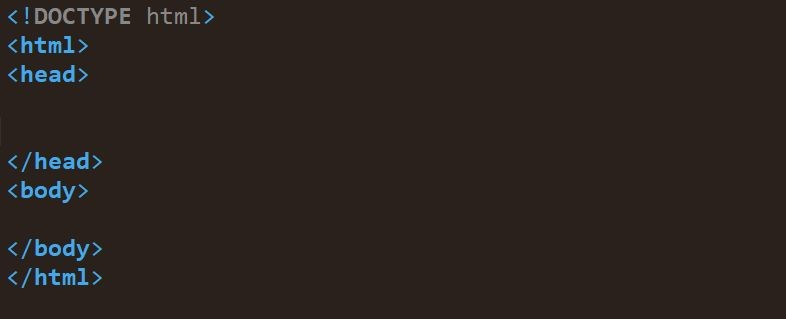 <!DOCTYPE html>
<html>
<head>
</head>
<body>
</body>
</html>